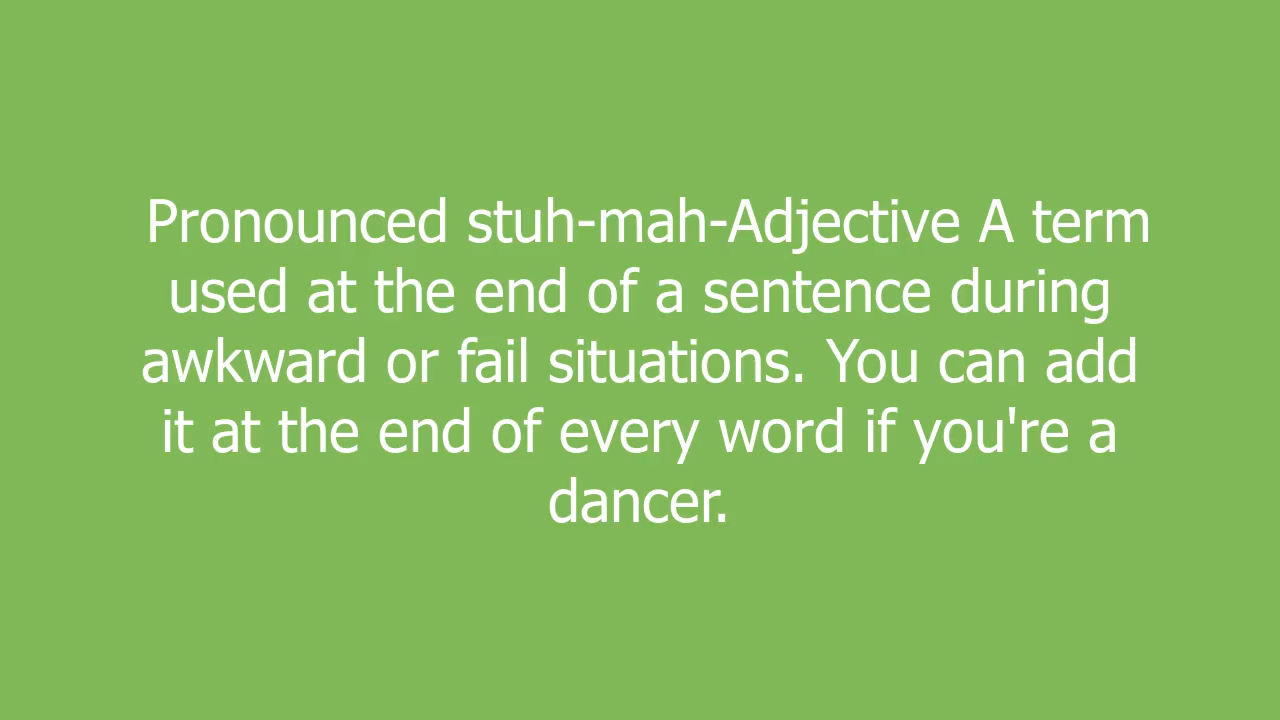 Pronounced stuh-mah-Adjective A term
used at the end of a sentence during
awkward or fail situations. You can add
it at the end of every word if you're a
dancer.